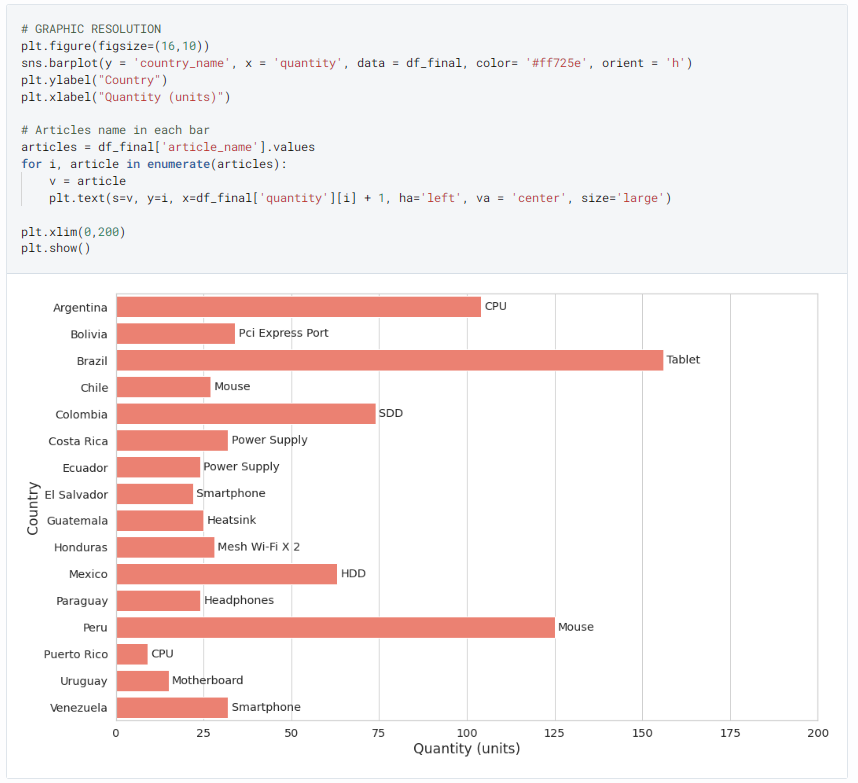 # GRAPHIC RESOLUTION
plt.figure(figsize=(16,10))
sns.barplot(y = 'country_name', x = 'quantity', data = df_final, color= '#ff725e', orient = 'h')
plt.ylabel("Country")
plt.xlabel("Quantity (units)")
# Articles name in each bar
articles = df_final['article_name'].values
for i, article in enumerate(articles):
    v = article
    plt.text(s=v, y=i, x=df_final['quantity'][i] + 1, ha='left', va = 'center', size='large')
plt.xlim(0,200)
plt.show()
Country
Argentina CPU
Bolivia Pci Express Port
Brazil Tablet
Chile Mouse
Colombia SDD
Costa Rica Power Supply
Ecuador Power Supply
El Salvador Smartphone
Guatemala Heatsink
Honduras Mesh Wi-Fi X 2
Mexico HDD
Paraguay Headphones
Peru Mouse
Puerto Rico CPU
Uruguay Motherboard
Venezuela Smartphone
0 25 50 75 100 125 150 175 200
Quantity (units)